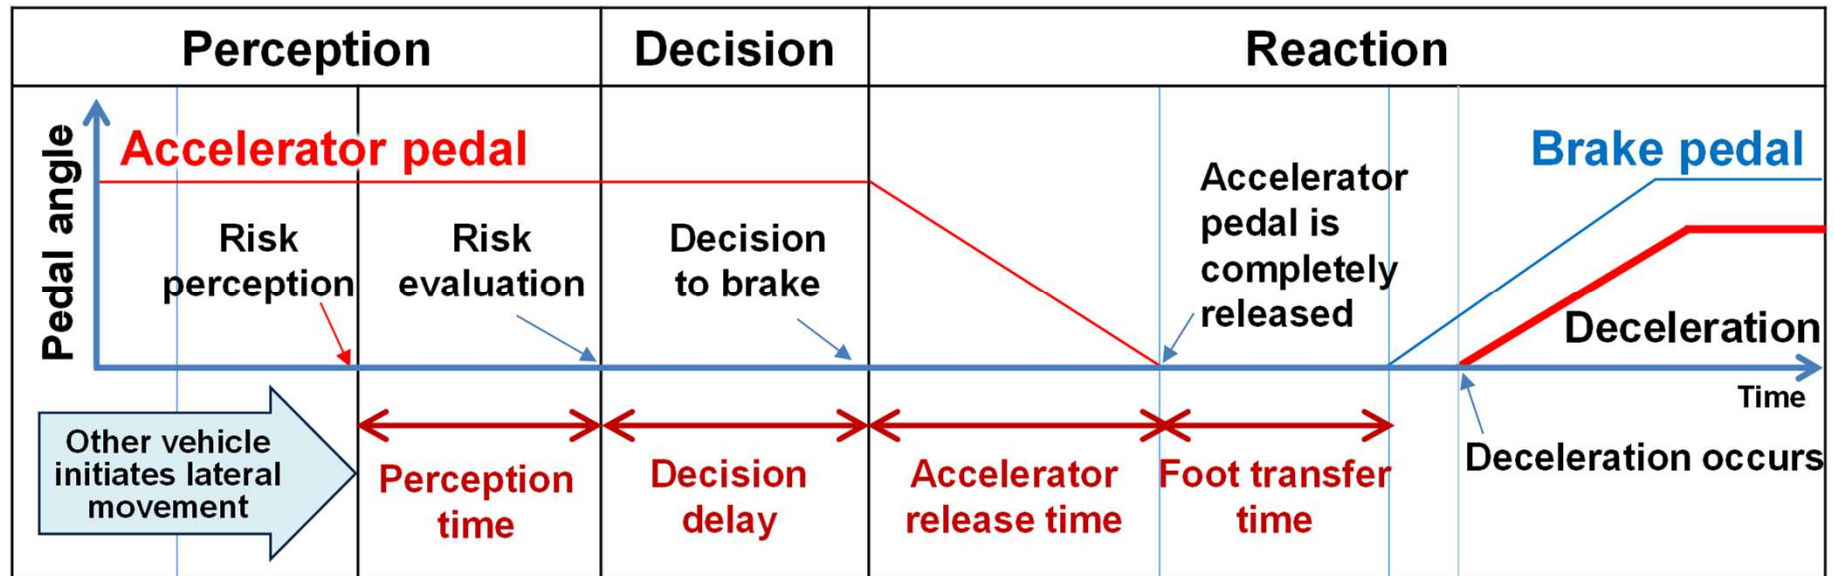 Perception
Decision
Reaction
Pedal angle
Accelerator pedal
Brake pedal
Risk
perception
Risk
evaluation
Decision
to brake
Accelerator
pedal is
completely
released
Deceleration
Time
Other vehicle
initiates lateral
movement
Perception
time
Decision
delay
Accelerator
release time
Foot transfer
time
Deceleration occurs